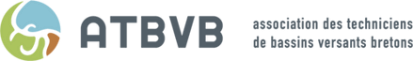 ATBVB
association des techniciens
de bassins versants bretons